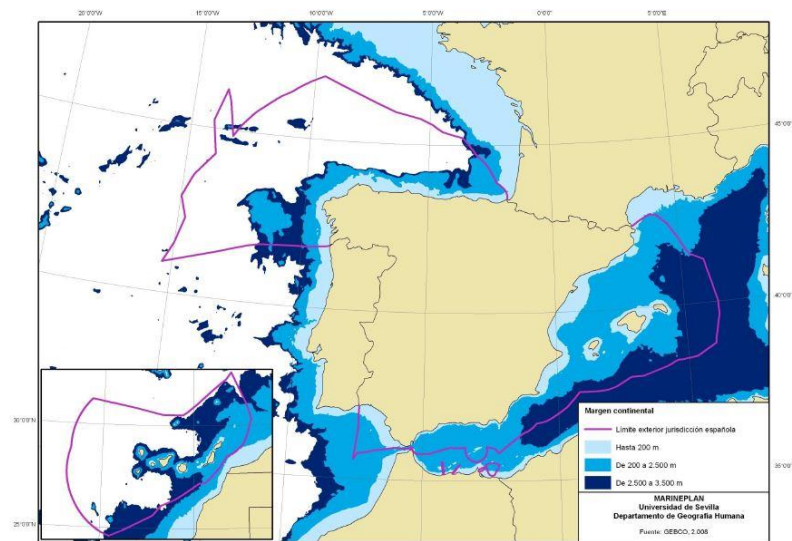 20°0'0"W 15°0'0"W 10°0'0"W 5°0'0"W 0°0'0" 5°0'0"E
45°0'0"
40°0'0"
35°0'0"
30°0'0"N
25°0'0"N
Margen continental
Límite exterior jurisdicción española
Hasta 200 m
De 200 a 2.500 m
De 2.500 a 3.500 m
MARINEPLAN
Universidad de Sevilla
Departamento de Geografía Humana
Fuente: GEBCO, 2.008